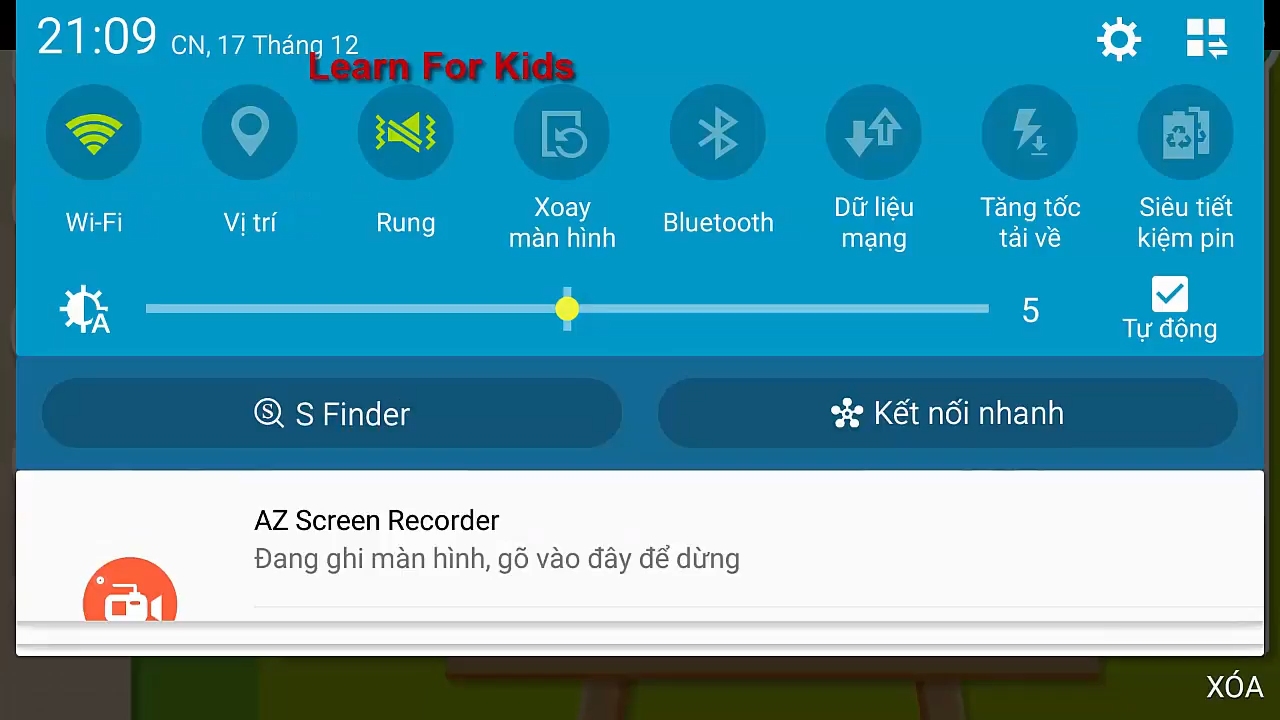 21:09 CN, 17 Tháng 12
Learn For Kids
Wi-Fi
Vị trí
Rung
Xoay
màn hình
Bluetooth
Dữ liệu
mạng
Tăng tốc
tải về
Siêu tiết
kiệm pin
A
5
Tự động
S Finder
Kết nối nhanh
AZ Screen Recorder
Đang ghi màn hình, gõ vào đây để dừng
XÓA